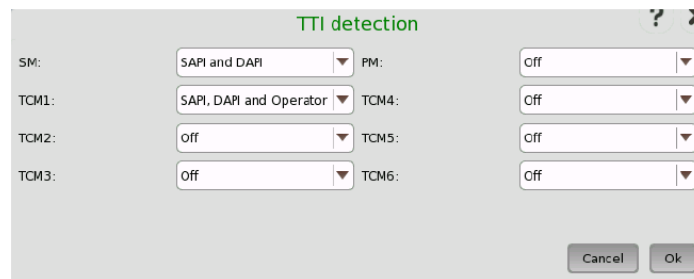 TTI detection
?
SM: SAPI and DAPI PM: Off
TCM1: SAPI, DAPI and Operator TCM4: Off
TCM2: Off TCM5: Off
TCM3: Off TCM6: Off
Cancel Ok